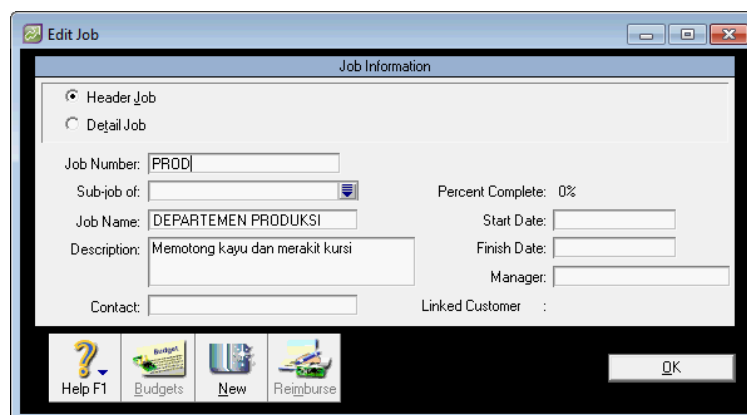 Edit Job
Job Information
Header Job
Detail Job
Job Number: PROD
Sub-job of:
Percent Complete: 0%
Job Name: DEPARTEMEN PRODUKSI
Start Date:
Description: Memotong kayu dan merakit kursi
Finish Date:
Manager:
Contact:
Linked Customer :
Budget
Help F1
Budgets
New
Reimburse
OK